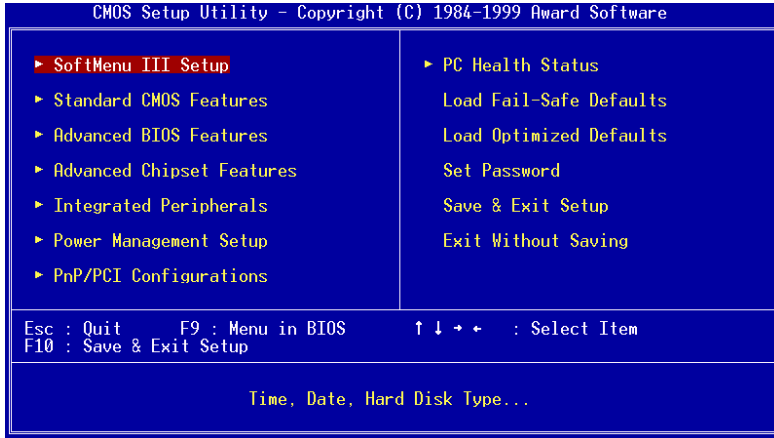 CMOS Setup Utility - Copyright (C) 1984-1999 Award Software
► SoftMenu III Setup
► Standard CMOS Features
► Advanced BIOS Features
► Advanced Chipset Features
► Integrated Peripherals
► Power Management Setup
► PnP/PCI Configurations
► PC Health Status
Load Fail-Safe Defaults
Load Optimized Defaults
Set Password
Save & Exit Setup
Exit Without Saving
Esc : Quit F9 : Menu in BIOS ↑ ↓ → ← : Select Item
F10 : Save & Exit Setup
Time, Date, Hard Disk Type...